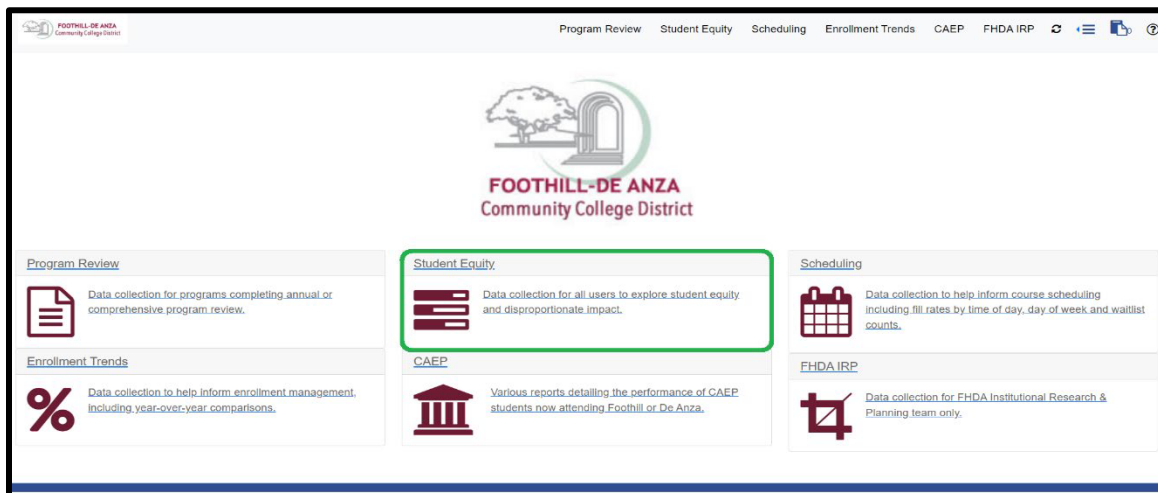 FOOTHILL-DE ANZA
Community College District
Program Review Student Equity Scheduling Enrollment Trends CAEP FHDA IRP
FOOTHILL-DE ANZA
Community College District
Program Review
Data collection for programs completing annual or
comprehensive program review.
Student Equity
Data collection for all users to explore student equity
and disproportionate impact.
Scheduling
Data collection to help inform course scheduling
including fill rates by time of day, day of week and waitlist
counts.
Enrollment Trends
Data collection to help inform enrollment management,
including year-over-year comparisons.
CAEP
Various reports detailing the performance of CAEP
students now attending Foothill or De Anza.
FHDA IRP
Data collection for FHDA Institutional Research &
Planning team only.